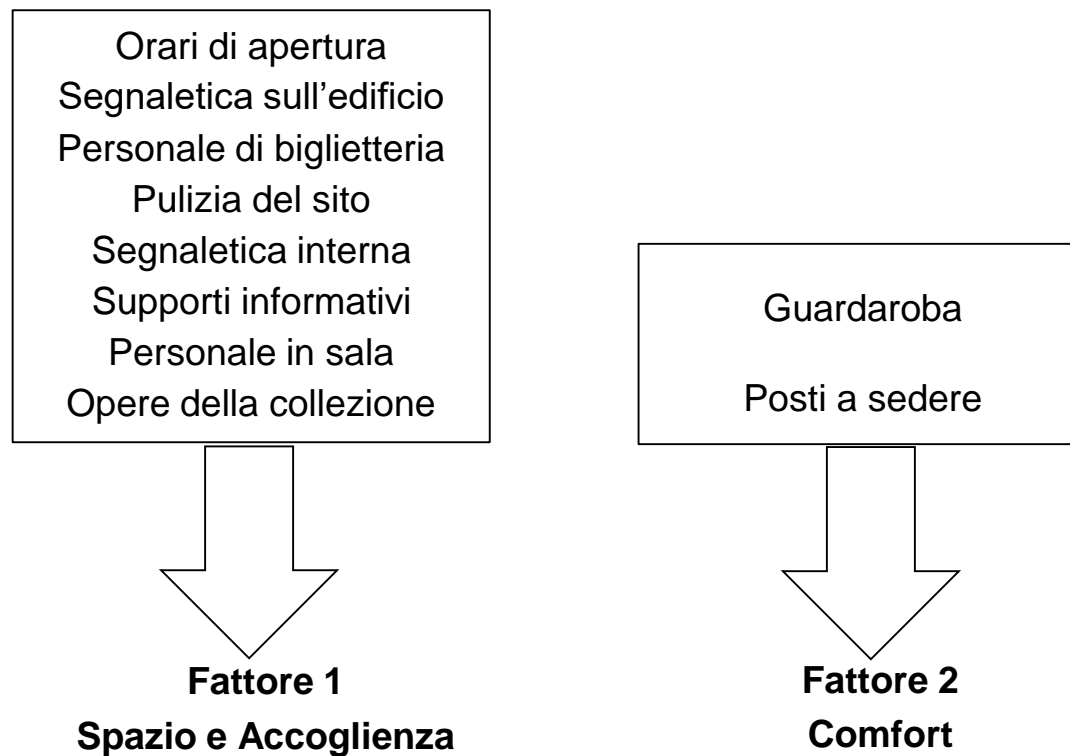 Orari di apertura
Segnaletica sull’edificio
Personale di biglietteria
Pulizia del sito
Segnaletica interna
Supporti informativi
Personale in sala
Opere della collezione
Fattore 1
Spazio e Accoglienza
Guardaroba
Posti a sedere
Fattore 2
Comfort